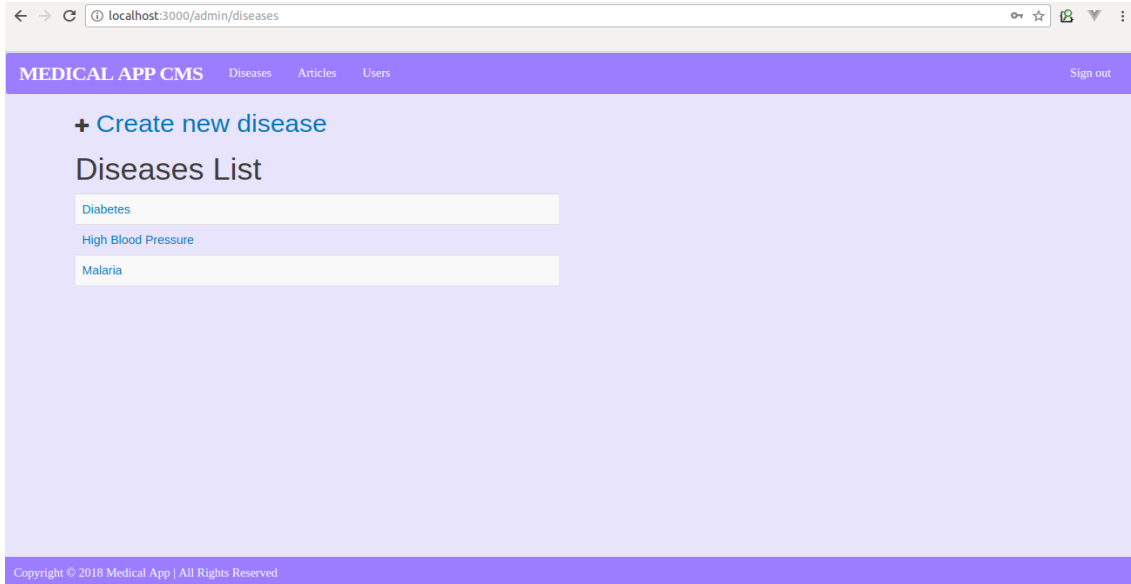 localhost:3000/admin/diseases
MEDICAL APP CMS Diseases Articles Users Sign out
Create new disease
Diseases List
Diabetes
High Blood Pressure
Malaria
Copyright © 2018 Medical App | All Rights Reserved